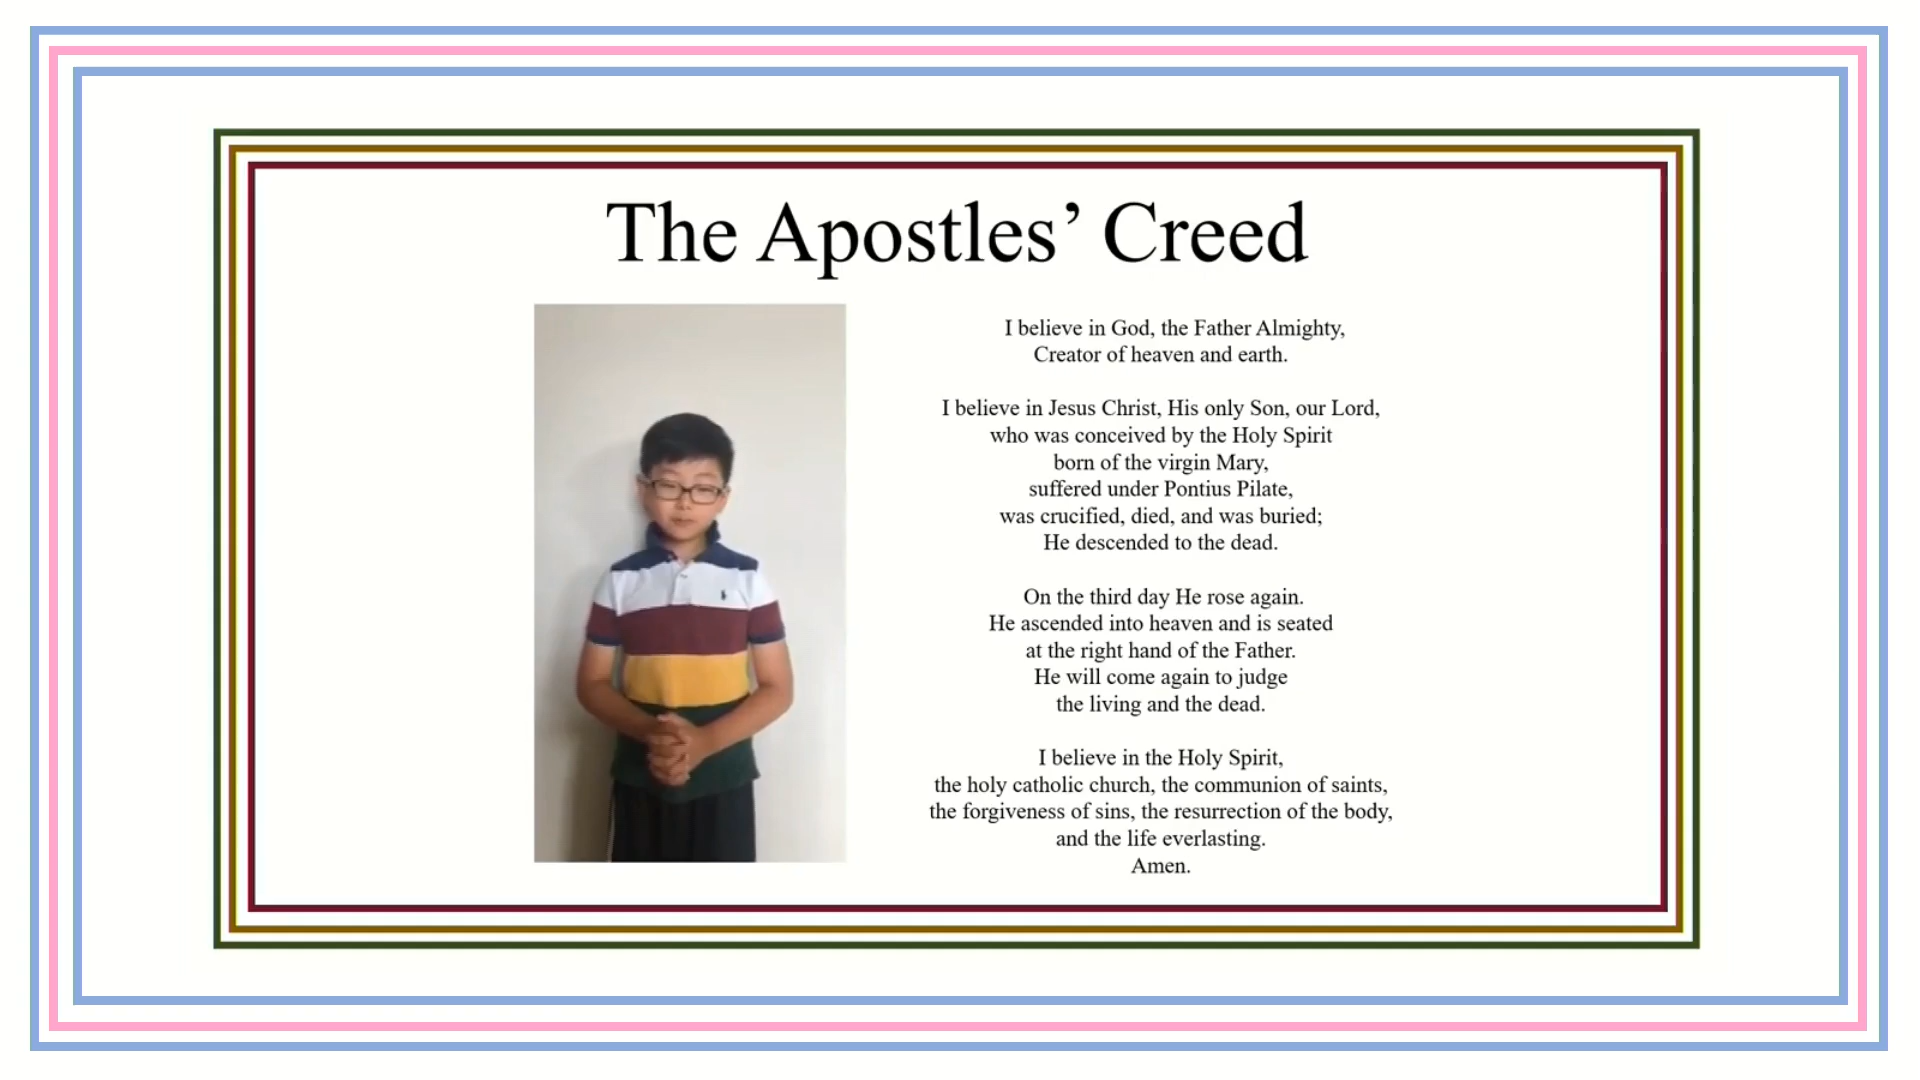 The Apostles’ Creed
I believe in God, the Father Almighty,
Creator of heaven and earth.
I believe in Jesus Christ, His only Son, our Lord,
who was conceived by the Holy Spirit
born of the virgin Mary,
suffered under Pontius Pilate,
was crucified, died, and was buried;
He descended to the dead.
On the third day He rose again.
He ascended into heaven and is seated
at the right hand of the Father.
He will come again to judge
the living and the dead.
I believe in the Holy Spirit,
the holy catholic church, the communion of saints,
the forgiveness of sins, the resurrection of the body,
and the life everlasting.
Amen.